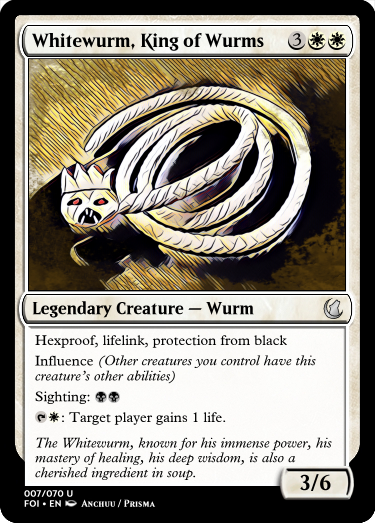 Whitewurm, King of Wurms 3
Legendary Creature — Wurm
Hexproof, lifelink, protection from black
Influence (Other creatures you control have this
creature's other abilities)
Sighting:
: Target player gains 1 life.
The Whitewurm, known for his immense power, his
mastery of healing, his deep wisdom, is also a
cherished ingredient in soup.
3/6
007/070 U
FOI • EN Anchuu / Prisma